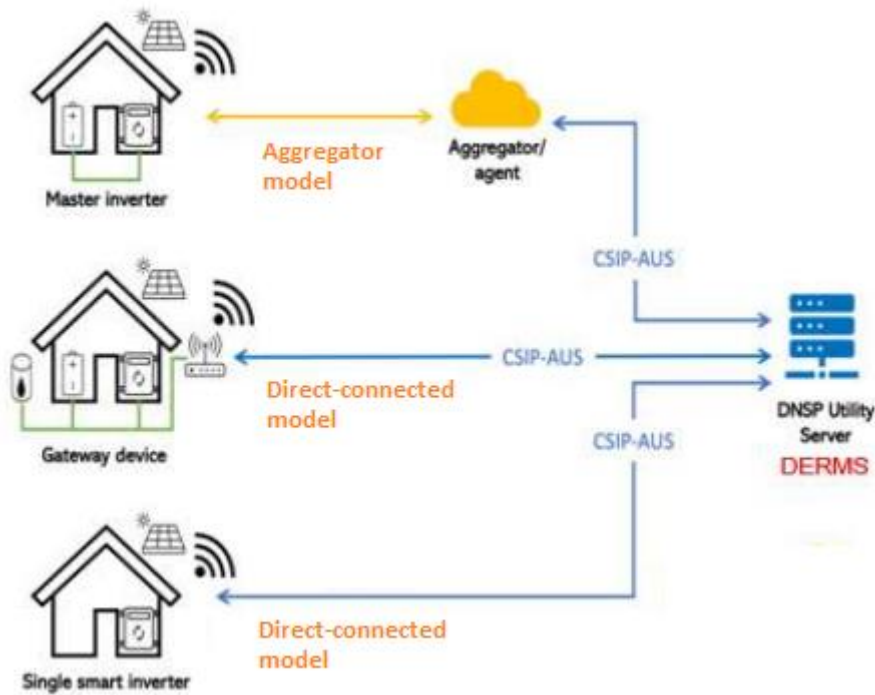 Aggregator
model
Aggregator/
agent
Master inverter
CSIP-AUS
CSIP-AUS
Direct-connected
model
CSIP-AUS
DNSP Utility
Server
DERMS
Gateway device
Direct-connected
model
Single smart inverter